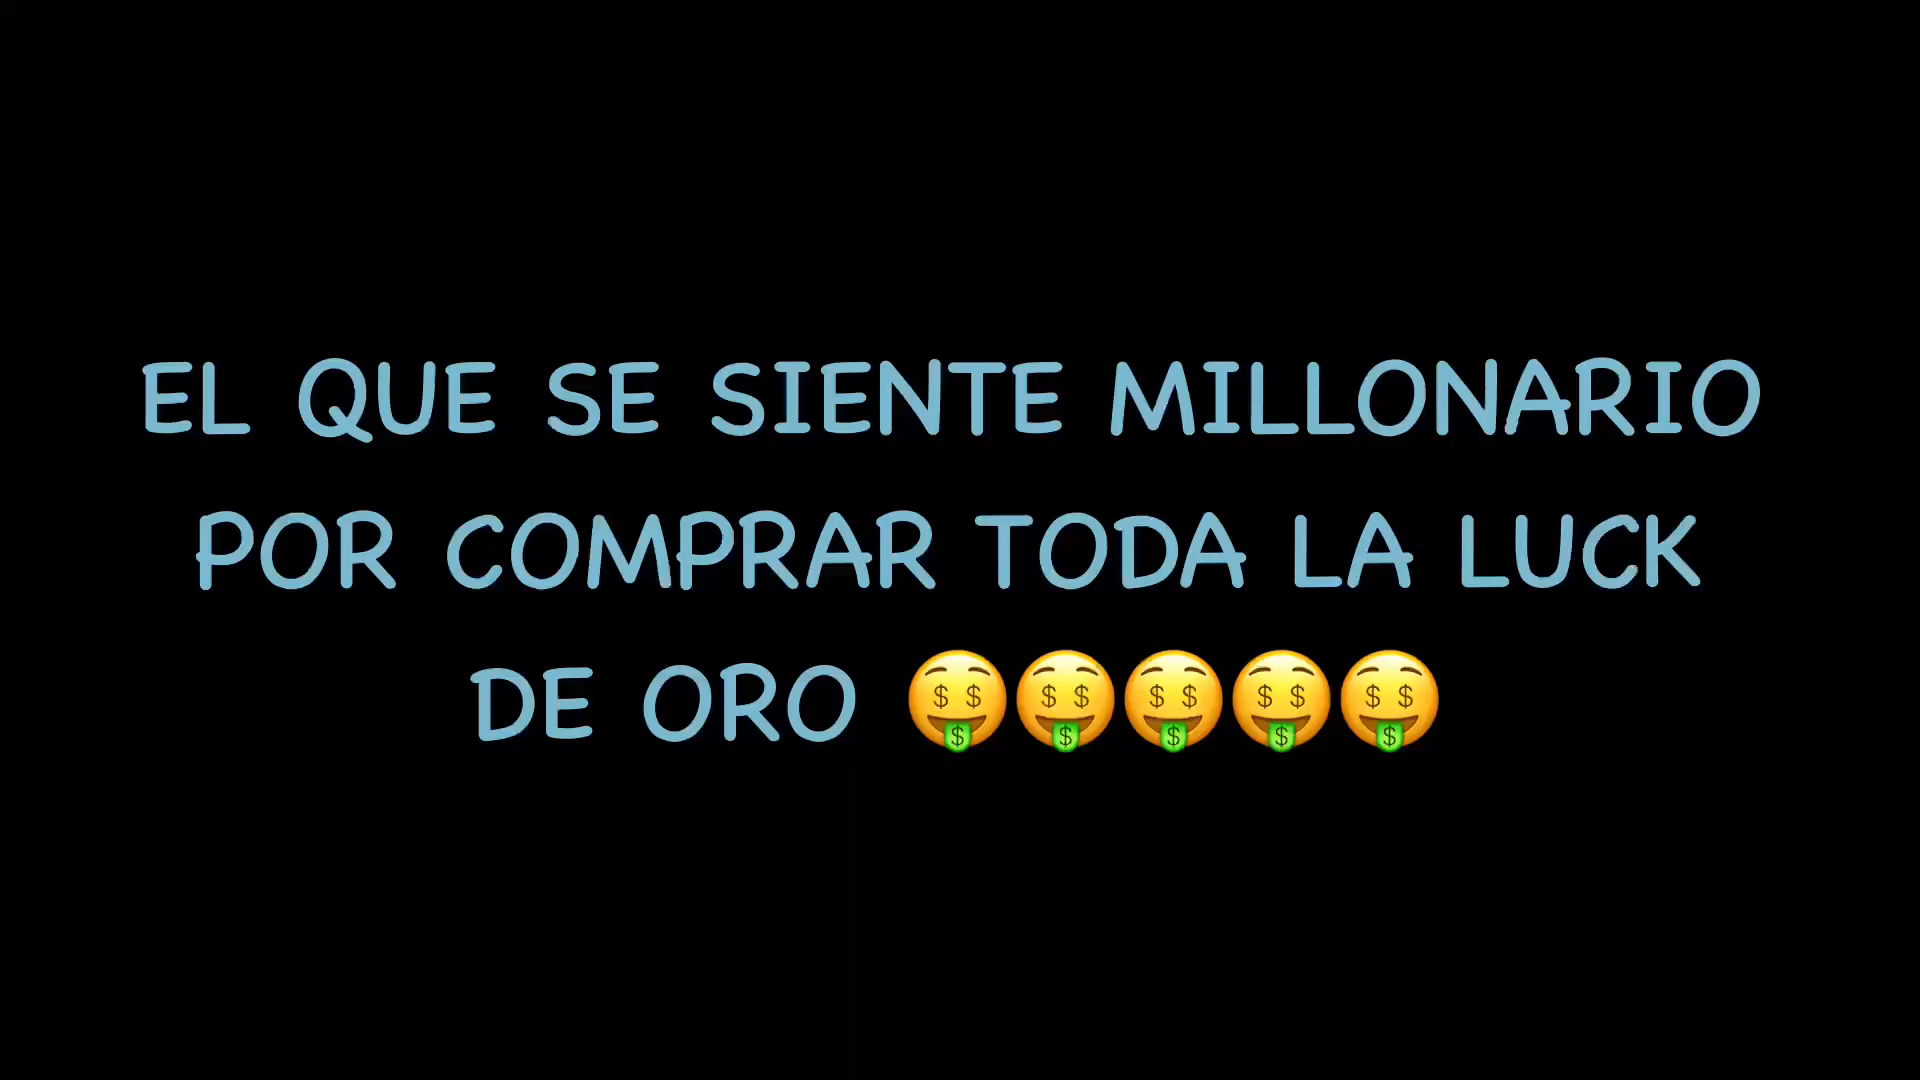 EL QUE SE SIENTE MILLONARIO
POR COMPRAR TODA LA LUCK
DE ORO 🤑🤑🤑🤑🤑